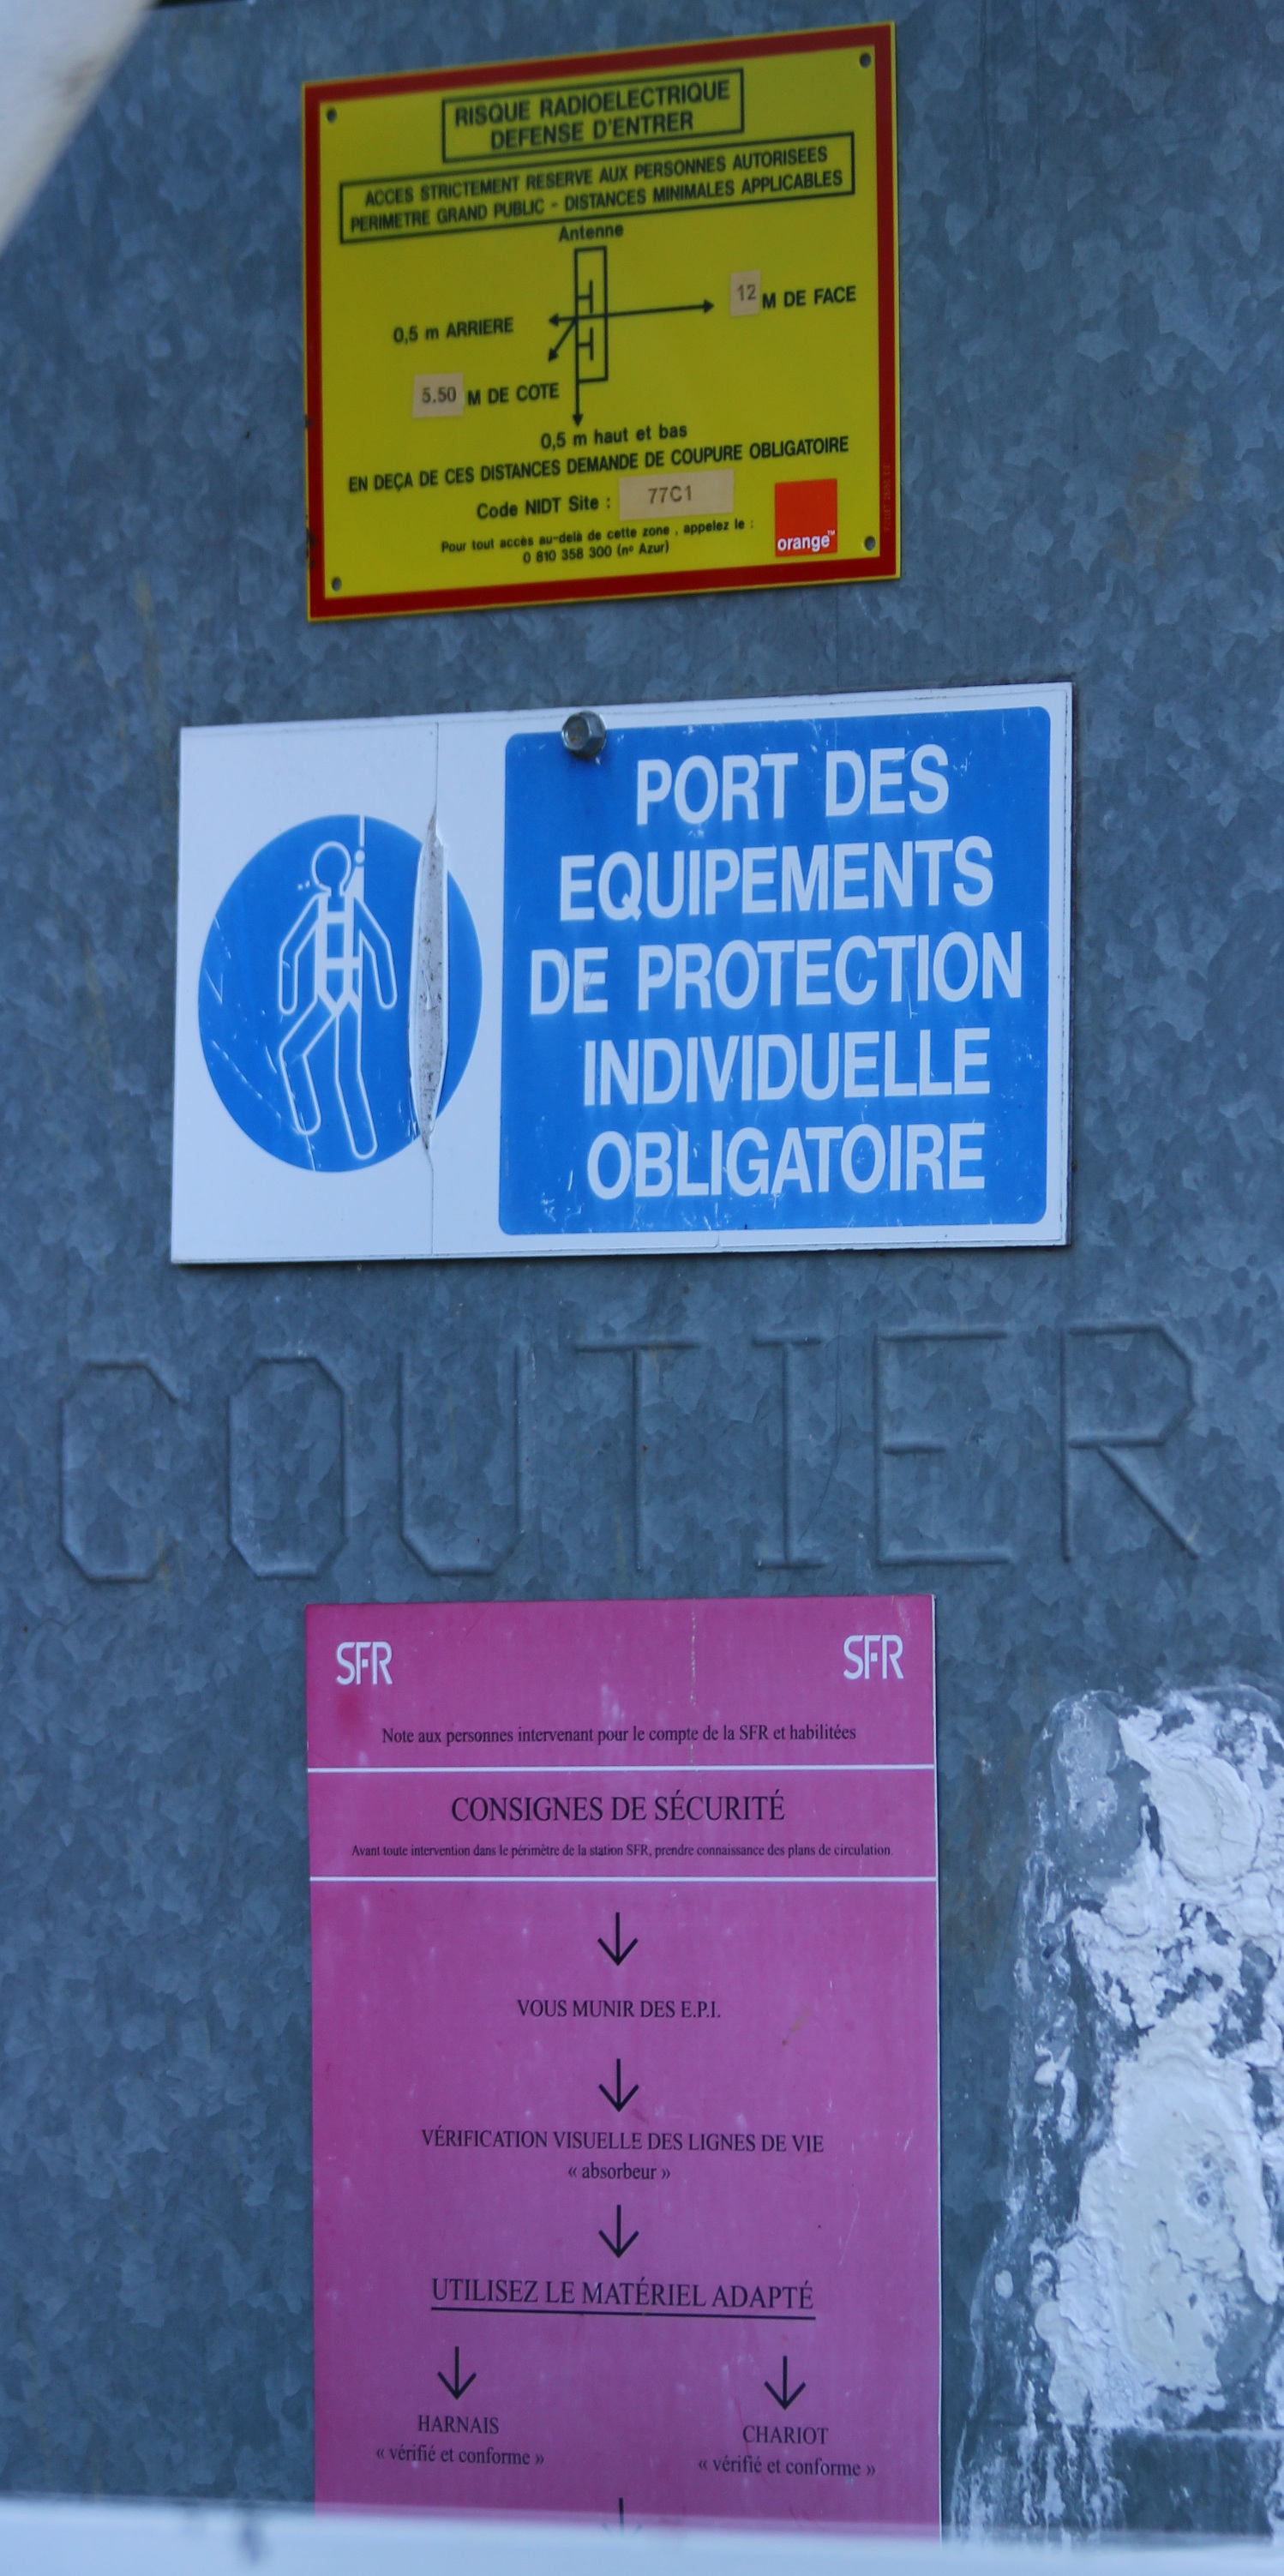 RISQUE RADIOELECTRIQUE
DEFENSE D'ENTRER
ACCES STRICTEMENT RESERVE AUX PERSONNES AUTORISEES
PERIMETRE GRAND PUBLIC - DISTANCES MINIMALES APPLICABLES
Antenne
12 M DE FACE
0,5 m ARRIERE
5.50 M DE COTE
0,5 m haut et bas
EN DEÇA DE CES DISTANCES DEMANDE DE COUPURE OBLIGATOIRE
Code NIDT Site : 77C1
Pour tout accès au-delà de cette zone , appelez le :
0 810 358 300 (nº Azur)
orange™
PORT DES
EQUIPEMENTS
DE PROTECTION
INDIVIDUELLE
OBLIGATOIRE
COUTIER
SFR SFR
Note aux personnes intervenant pour le compte de la SFR et habilitées
CONSIGNES DE SÉCURITÉ
Avant toute intervention dans le périmètre de la station SFR, prendre connaissance des plans de circulation.
VOUS MUNIR DES E.P.I.
VÉRIFICATION VISUELLE DES LIGNES DE VIE
« absorbeur »
UTILISEZ LE MATÉRIEL ADAPTÉ
HARNAIS
« vérifié et conforme »
CHARIOT
« vérifié et conforme »